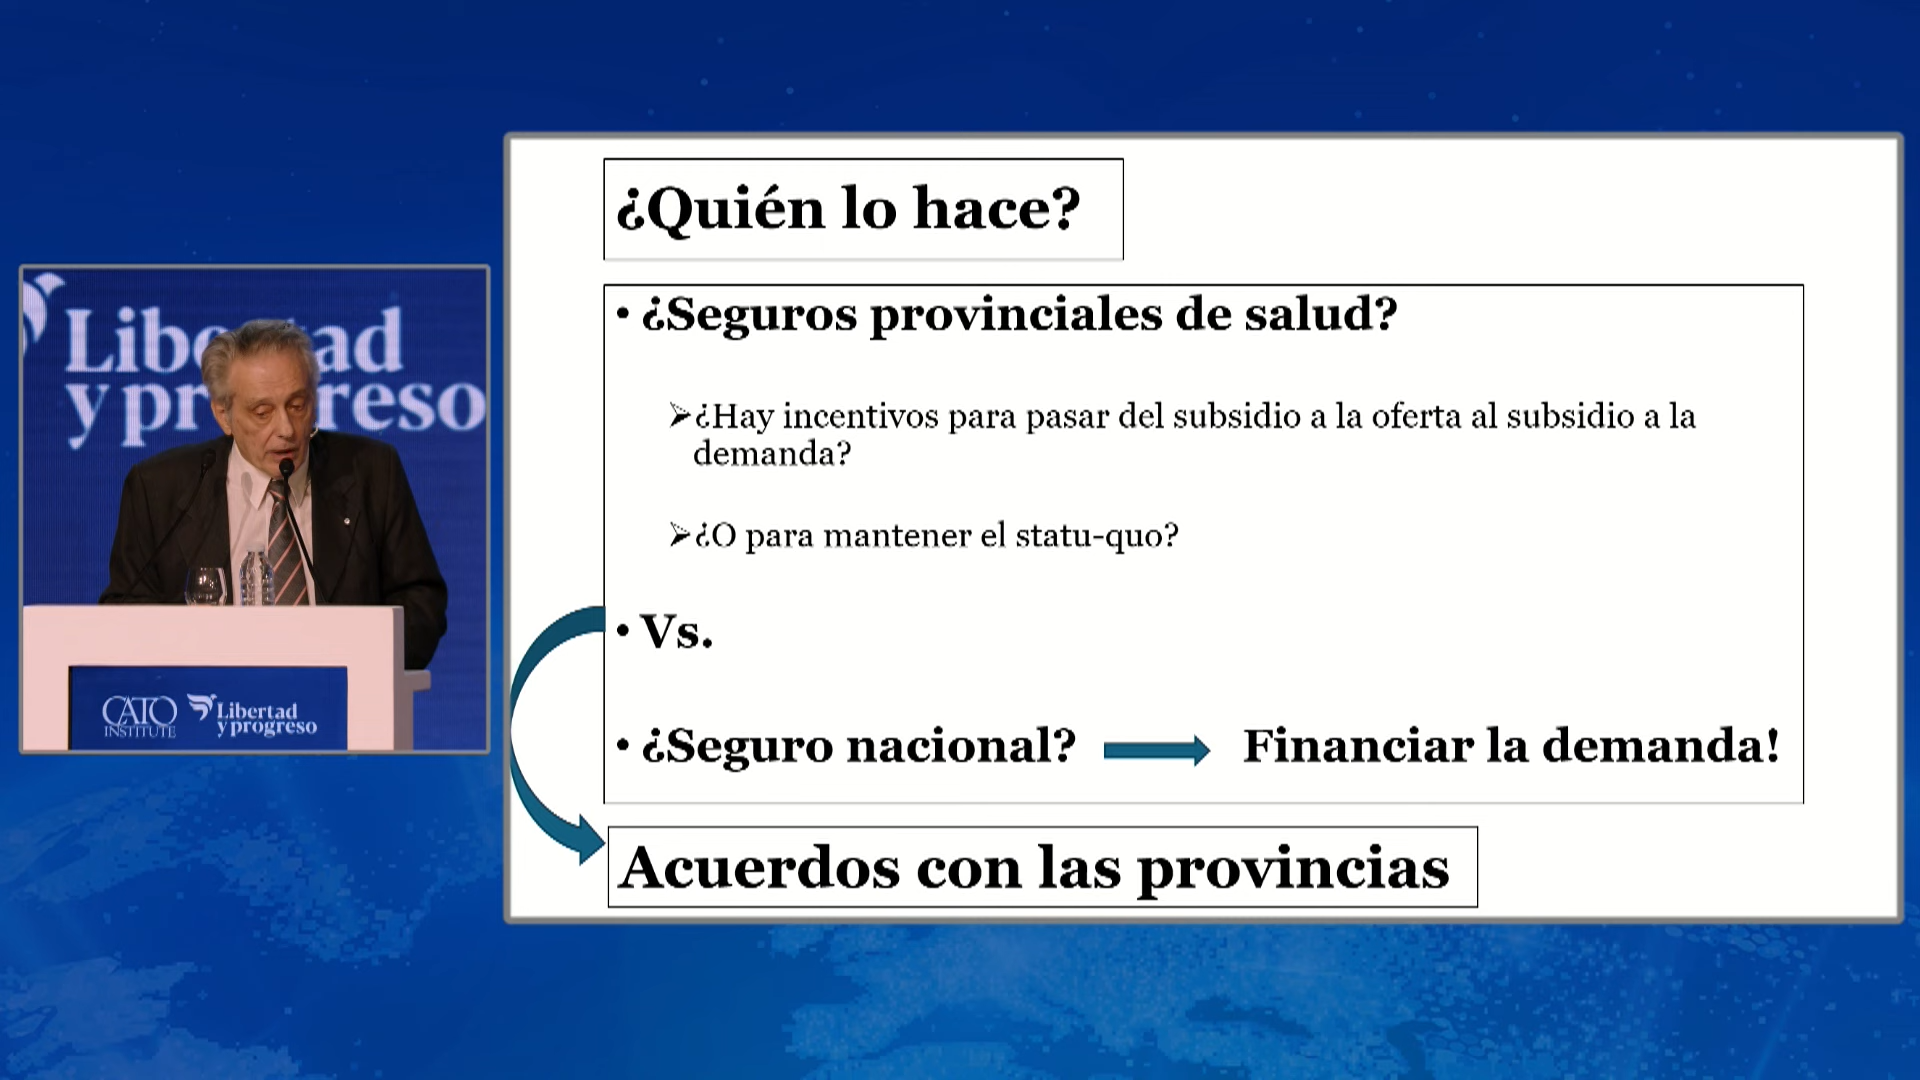 ¿Quién lo hace?
• ¿Seguros provinciales de salud?
➢¿Hay incentivos para pasar del subsidio a la oferta al subsidio a la
demanda?
➢¿O para mantener el statu-quo?
• Vs.
• ¿Seguro nacional? Financiar la demanda!
Acuerdos con las provincias
y progreso
CATO
INSTITUTE
Libertad
y progreso